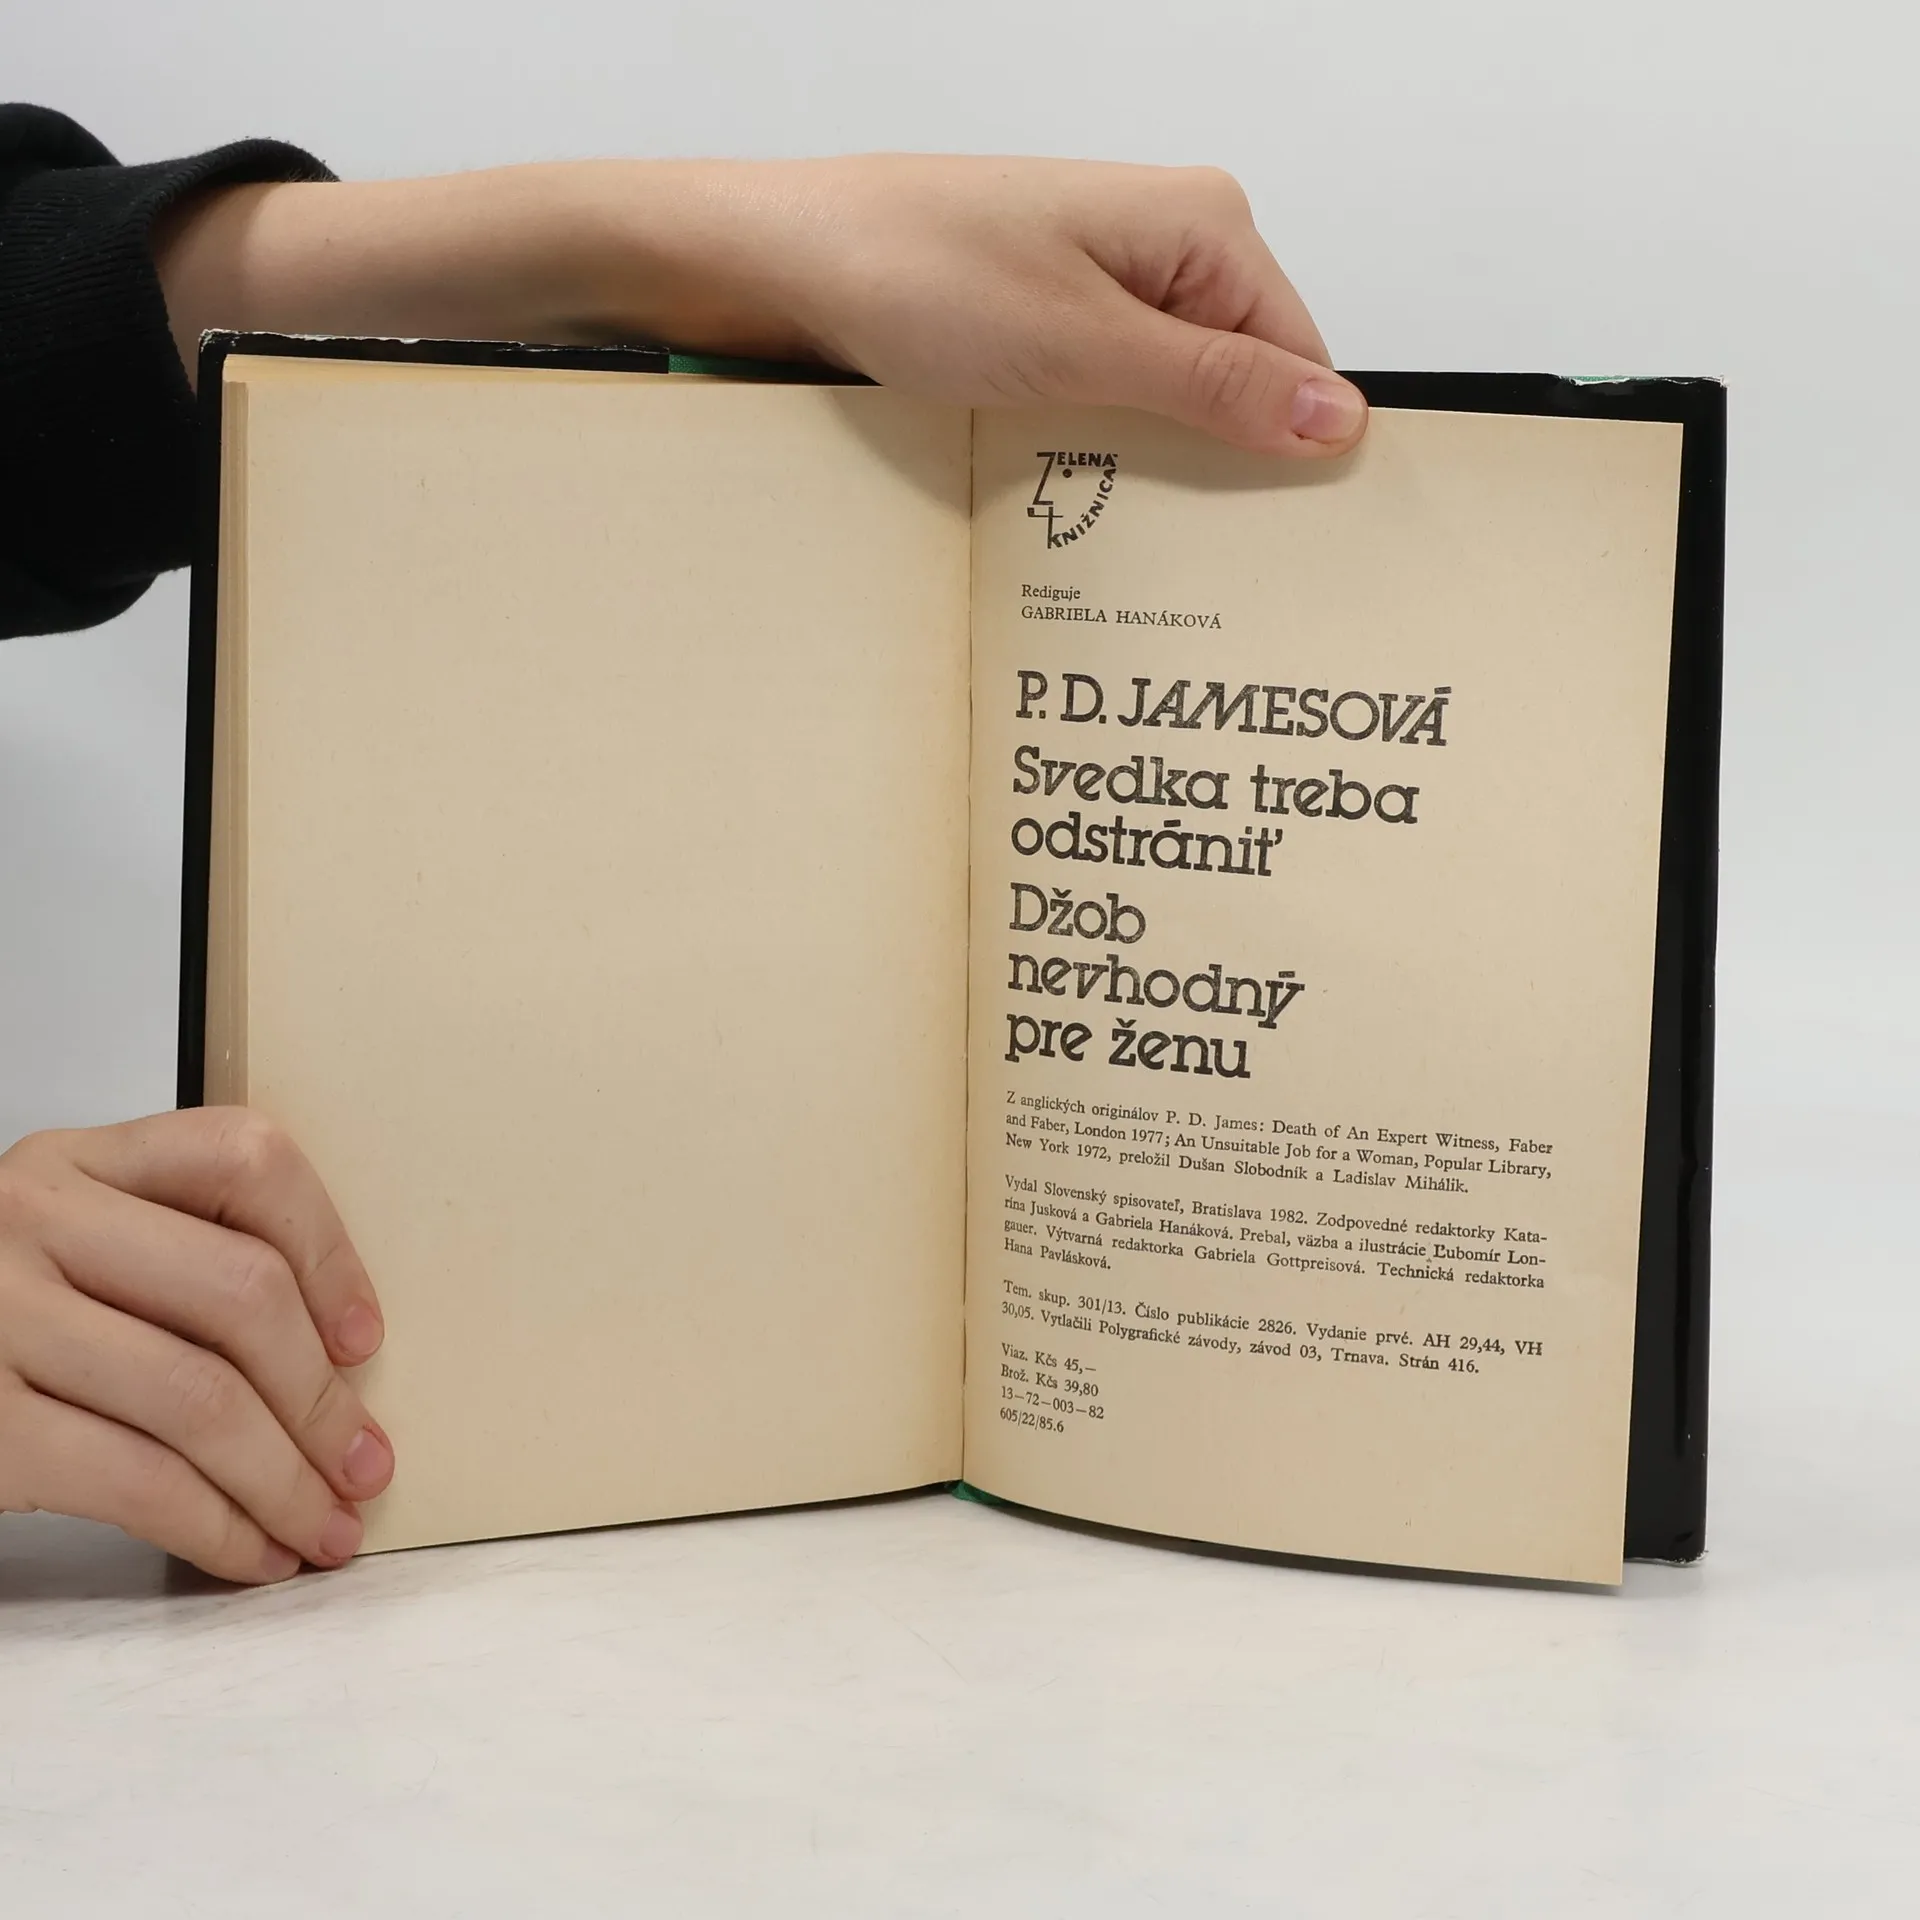 ZELENÁ
KNIŽNICA
Rediguje
GABRIELA HANÁKOVÁ
P. D. JAMESOVÁ
Svedka treba
odstrániť
Džob
nevhodný
pre ženu
Z anglických originálov P. D. James: Death of An Expert Witness, Faber
and Faber, London 1977; An Unsuitable Job for a Woman, Popular Library,
New York 1972, preložil Dušan Slobodník a Ladislav Mihálik.
Vydal Slovenský spisovateľ, Bratislava 1982. Zodpovedné redaktorky Kata-
rína Jusková a Gabriela Hanáková. Prebal, väzba a ilustrácie Ľubomír Lon-
gauer. Výtvarná redaktorka Gabriela Gottpreisová. Technická redaktorka
Hana Pavlásková.
Tem. skup. 301/13. Číslo publikácie 2826. Vydanie prvé. AH 29,44, VH
30,05. Vytlačili Polygrafické závody, závod 03, Trnava. Strán 416.
Viaz. Kčs 45,—
Brož. Kčs 39,80
13—72—003—82
605/22/85.6